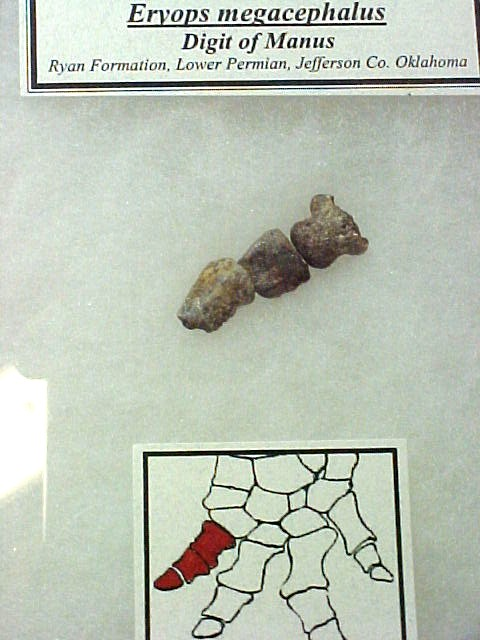 Eryops megacephalus
Digit of Manus
Ryan Formation, Lower Permian, Jefferson Co. Oklahoma